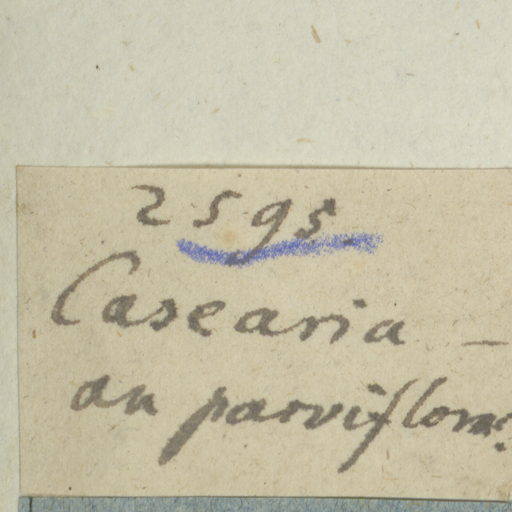 2595.
Casearia —
an parviflora?